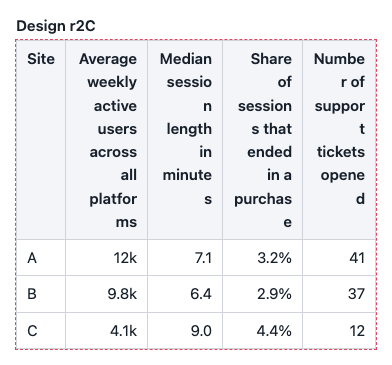 Design r2C
Site
Average
weekly
active
users
across
all
platfor
ms
Median
sessio
n
length
in
minute
s
Share
of
session
s that
ended
in a
purchas
e
Numbe
r of
suppor
t
tickets
opene
d
A 12k 7.1 3.2% 41
B 9.8k 6.4 2.9% 37
C 4.1k 9.0 4.4% 12